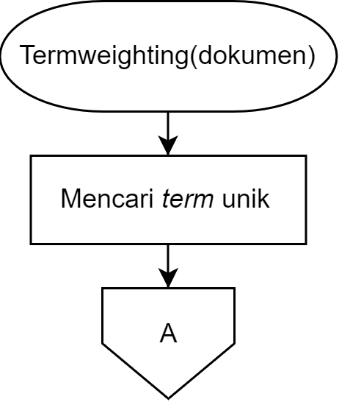 Termweighting(dokumen)
Mencari term unik
A